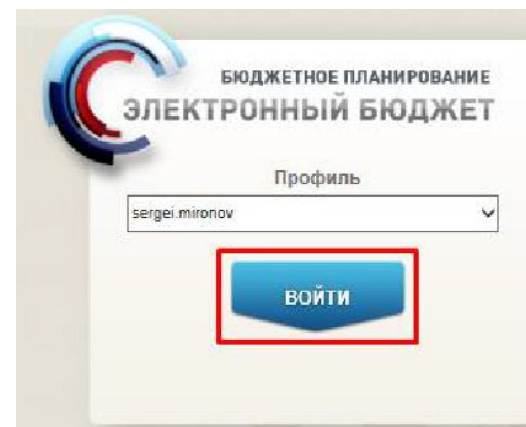 БЮДЖЕТНОЕ ПЛАНИРОВАНИЕ
ЭЛЕКТРОННЫЙ БЮДЖЕТ
Профиль
sergei.mironov
ВОЙТИ